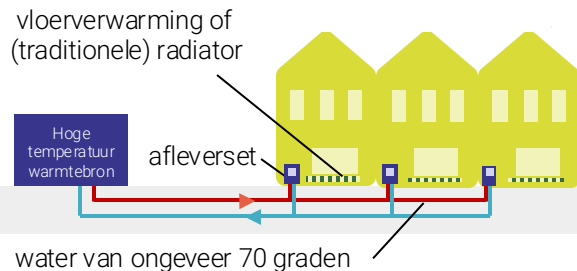 vloerverwarming of
(traditionele) radiator
Hoge
temperatuur
warmtebron
afleverset
water van ongeveer 70 graden